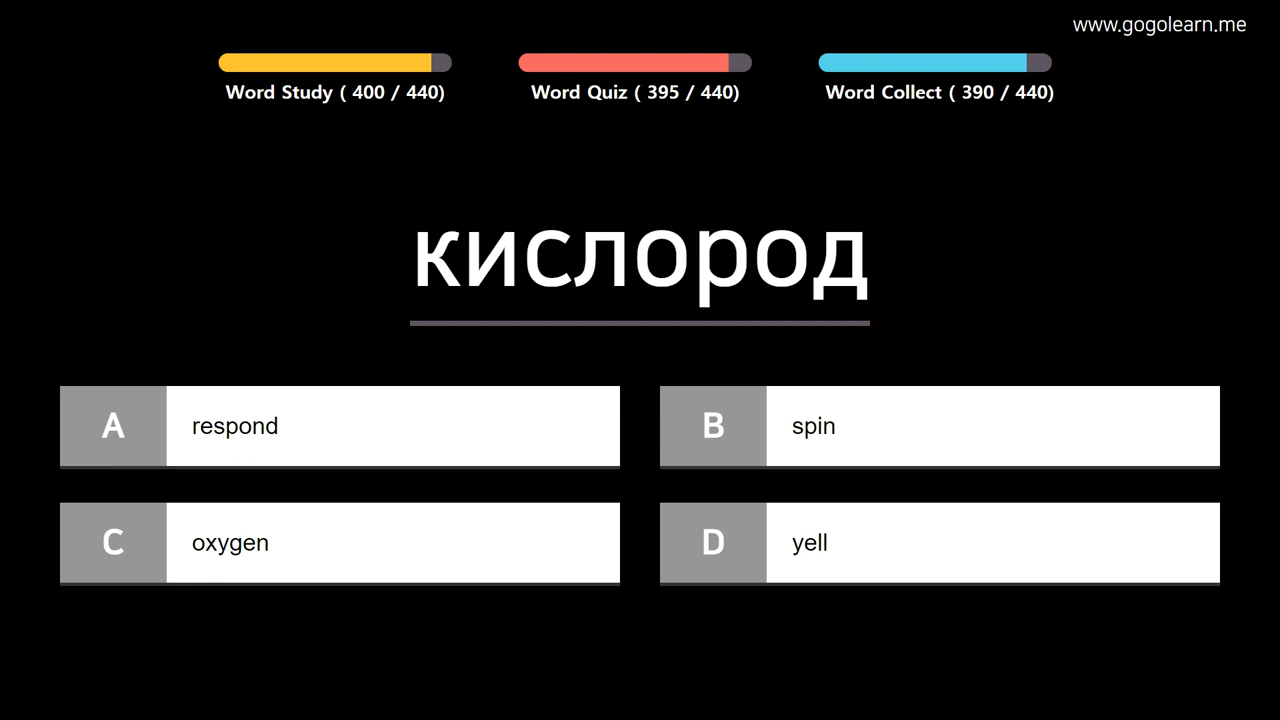 www.gogolearn.me
Word Study ( 400 / 440)
Word Quiz ( 395 / 440)
Word Collect ( 390 / 440)
кислород
A respond
B spin
C oxygen
D yell